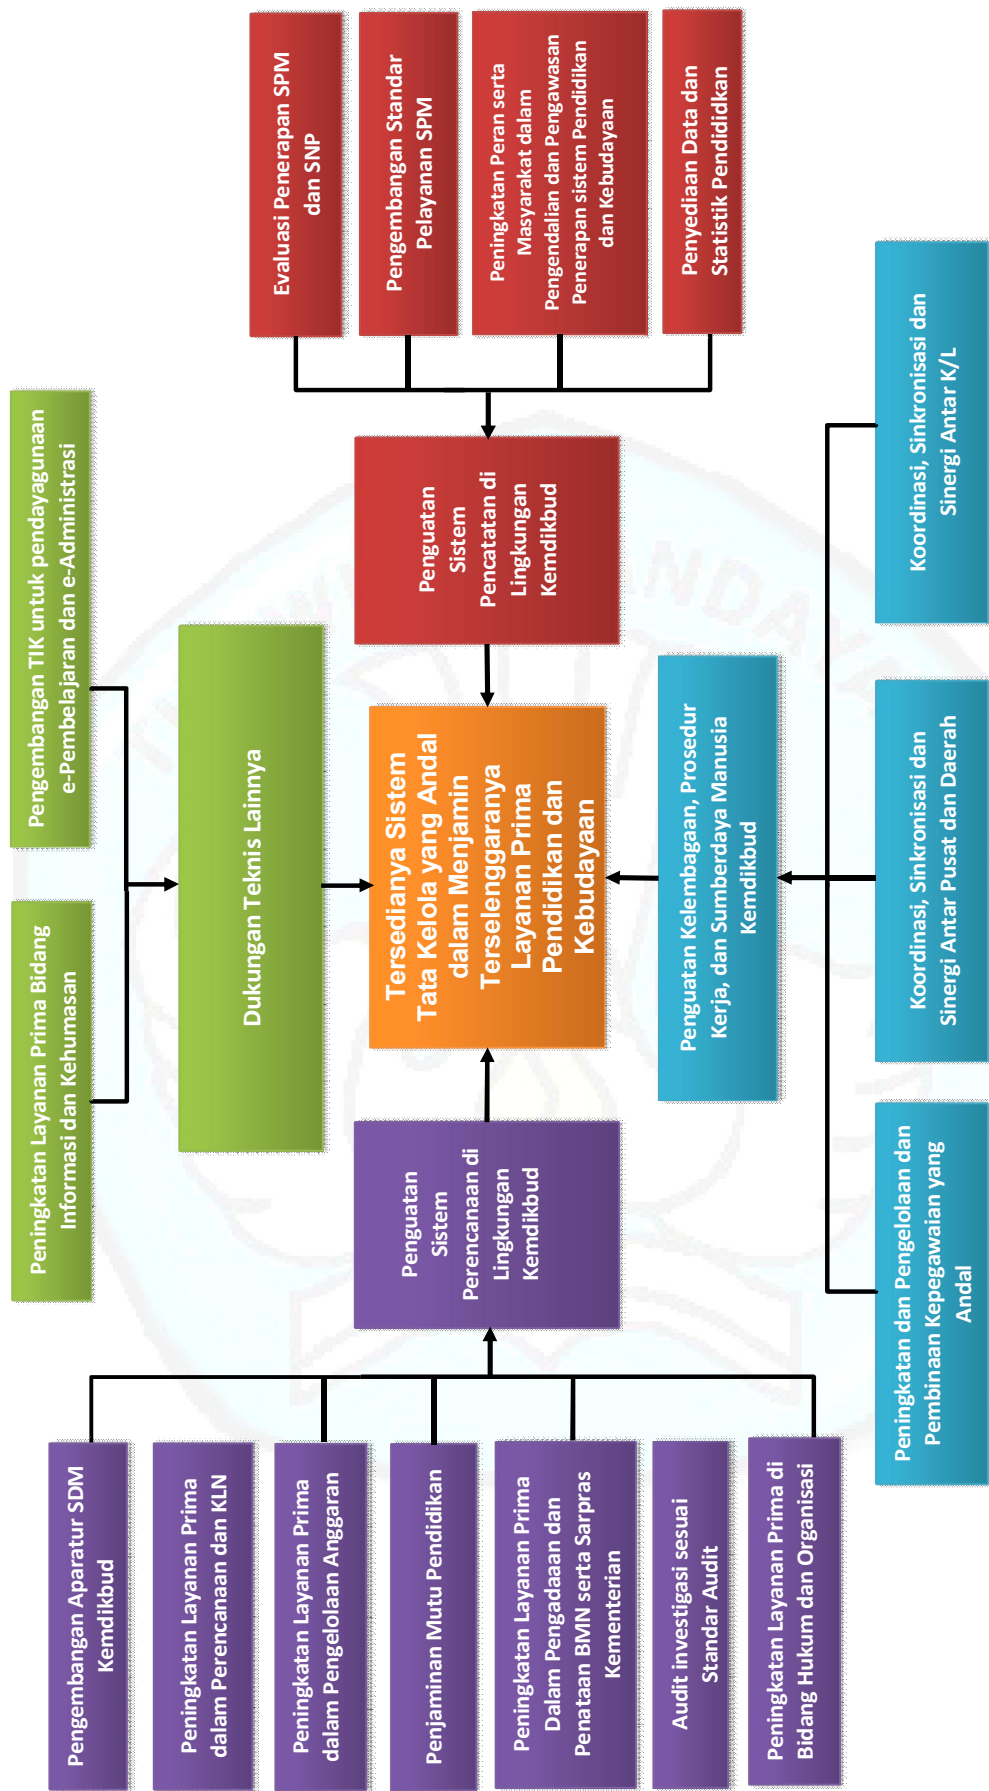 Pengembangan Aparatur SDM
Kemdikbud
Peningkatan Layanan Prima
dalam Perencanaan dan KLN
Peningkatan Layanan Prima
dalam Pengelolaan Anggaran
Penjaminan Mutu Pendidikan
Peningkatan Layanan Prima
Dalam Pengadaaan dan
Penataan BMN serta Sarpras
Kementerian
Audit investigasi sesuai
Standar Audit
Peningkatan Layanan Prima di
Bidang Hukum dan Organisasi
Penguatan
Sistem
Perencanaan di
Lingkungan
Kemdikbud
Peningkatan Layanan Prima Bidang
Informasi dan Kehumasan
Pengembangan TIK untuk pendayagunaan
e-Pembelajaran dan e-Administrasi
Dukungan Teknis Lainnya
Tersedianya Sistem
Tata Kelola yang Andal
dalam Menjamin
Terselenggaranya
Layanan Prima
Pendidikan dan
Kebudayaan
Penguatan Kelembagaan, Prosedur
Kerja, dan Sumberdaya Manusia
Kemdikbud
Peningkatan dan Pengelolaan dan
Pembinaan Kepegawaian yang
Andal
Koordinasi, Sinkronisasi dan
Sinergi Antar Pusat dan Daerah
Koordinasi, Sinkronisasi dan
Sinergi Antar K/L
Penguatan
Sistem
Pencatatan di
Lingkungan
Kemdikbud
Evaluasi Penerapan SPM
dan SNP
Pengembangan Standar
Pelayanan SPM
Peningkatan Peran serta
Masyarakat dalam
Pengendalian dan Pengawasan
Penerapan sistem Pendidikan
dan Kebudayaan
Penyediaan Data dan
Statistik Pendididkan